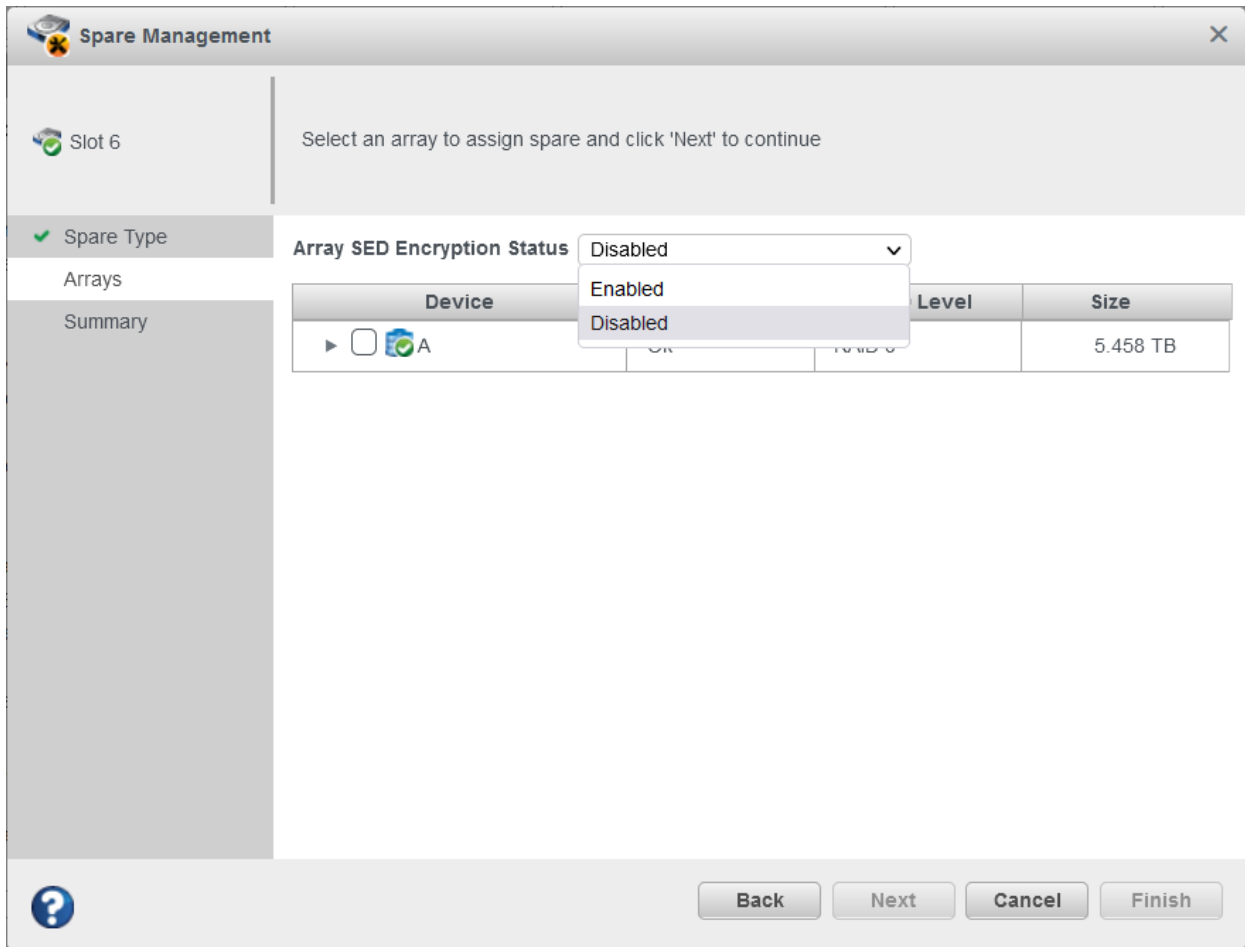 Spare Management
Slot 6
Select an array to assign spare and click 'Next' to continue
Spare Type
Arrays
Summary
Array SED Encryption Status Disabled
Enabled
Disabled
Device Level Size
A 5.458 TB
Back Next Cancel Finish